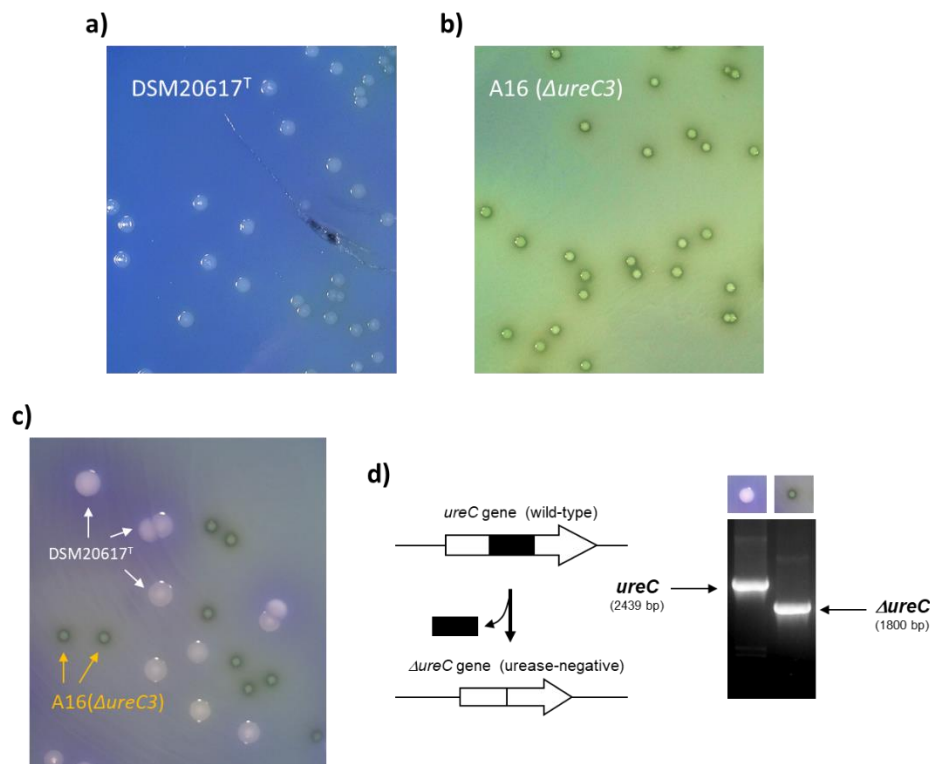 a)
DSM20617ᵀ
b)
A16 (ΔureC3)
c)
DSM20617ᵀ
A16(ΔureC3)
d)
ureC gene (wild-type)
ΔureC gene (urease-negative)
ureC
(2439 bp)
ΔureC
(1800 bp)